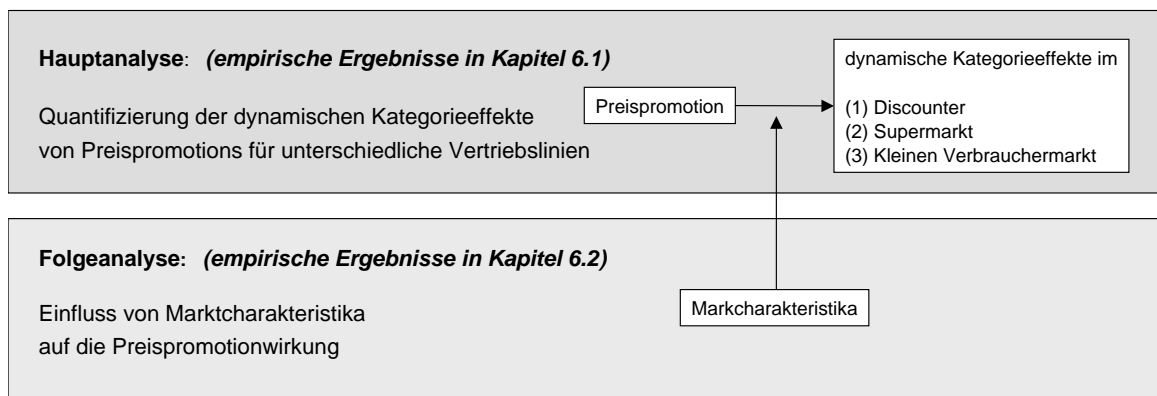 Hauptanalyse: (empirische Ergebnisse in Kapitel 6.1)
Quantifizierung der dynamischen Kategorieeffekte
von Preispromotions für unterschiedliche Vertriebslinien
Preispromotion
dynamische Kategorieeffekte im
(1) Discounter
(2) Supermarkt
(3) Kleinen Verbrauchermarkt
Folgeanalyse: (empirische Ergebnisse in Kapitel 6.2)
Einfluss von Marktcharakteristika
auf die Preispromotionwirkung
Markcharakteristika